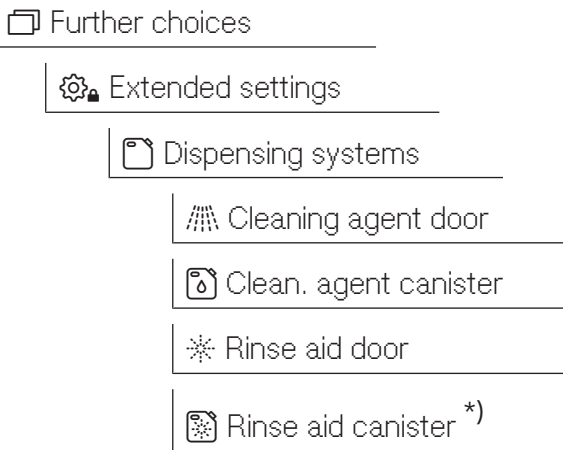 Further choices
Extended settings
Dispensing systems
Cleaning agent door
Clean. agent canister
Rinse aid door
Rinse aid canister *)